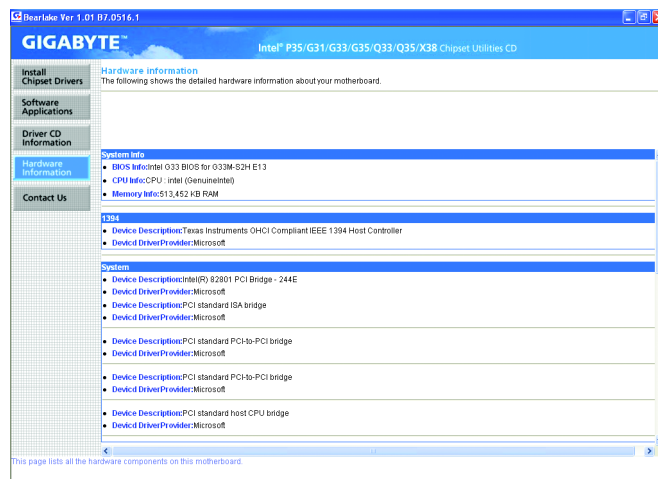 Bearlake Ver 1.01 B7.0516.1
GIGABYTE™
Intel® P35/G31/G33/G35/Q33/Q35/X38 Chipset Utilities CD
Install
Chipset Drivers
Software
Applications
Driver CD
Information
Hardware
Information
Contact Us
Hardware information
The following shows the detailed hardware information about your motherboard.
System Info
BIOS Info:Intel G33 BIOS for G33M-S2H E13
CPU Info:CPU : intel (GenuineIntel)
Memory Info:513,452 KB RAM
1394
Device Description:Texas Instruments OHCI Compliant IEEE 1394 Host Controller
Devicd DriverProvider:Microsoft
System
Device Description:Intel(R) 82801 PCI Bridge - 244E
Devicd DriverProvider:Microsoft
Device Description:PCI standard ISA bridge
Devicd DriverProvider:Microsoft
Device Description:PCI standard PCI-to-PCI bridge
Devicd DriverProvider:Microsoft
Device Description:PCI standard PCI-to-PCI bridge
Devicd DriverProvider:Microsoft
Device Description:PCI standard host CPU bridge
Devicd DriverProvider:Microsoft
This page lists all the hardware components on this motherboard.